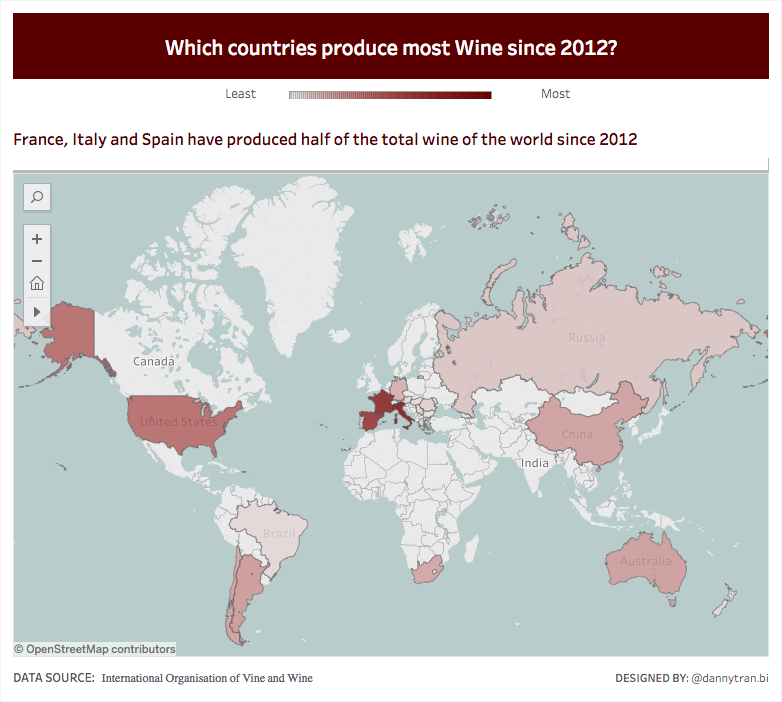 Which countries produce most Wine since 2012?
Least Most
France, Italy and Spain have produced half of the total wine of the world since 2012
Russia
Canada
United States
China
India
Brazil
Australia
© OpenStreetMap contributors
DATA SOURCE: International Organisation of Vine and Wine DESIGNED BY: @dannytran.bi